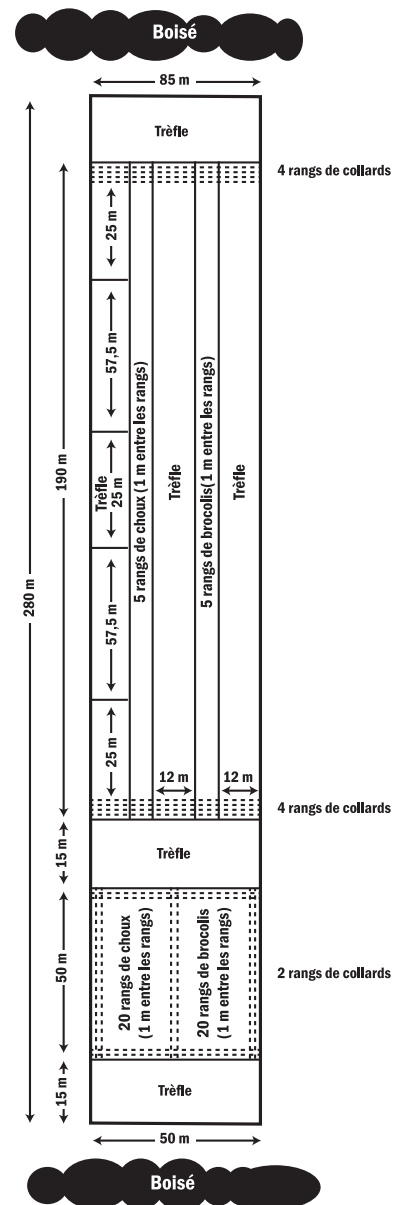 Boisé
85 m
Trèfle
4 rangs de collards
25 m
57,5 m
Trèfle
25 m
57,5 m
25 m
5 rangs de choux (1 m entre les rangs)
Trèfle
5 rangs de brocolis(1 m entre les rangs)
Trèfle
190 m
280 m
12 m
12 m
4 rangs de collards
15 m
Trèfle
50 m
20 rangs de choux
(1 m entre les rangs)
20 rangs de brocolis
(1 m entre les rangs)
2 rangs de collards
15 m
Trèfle
50 m
Boisé